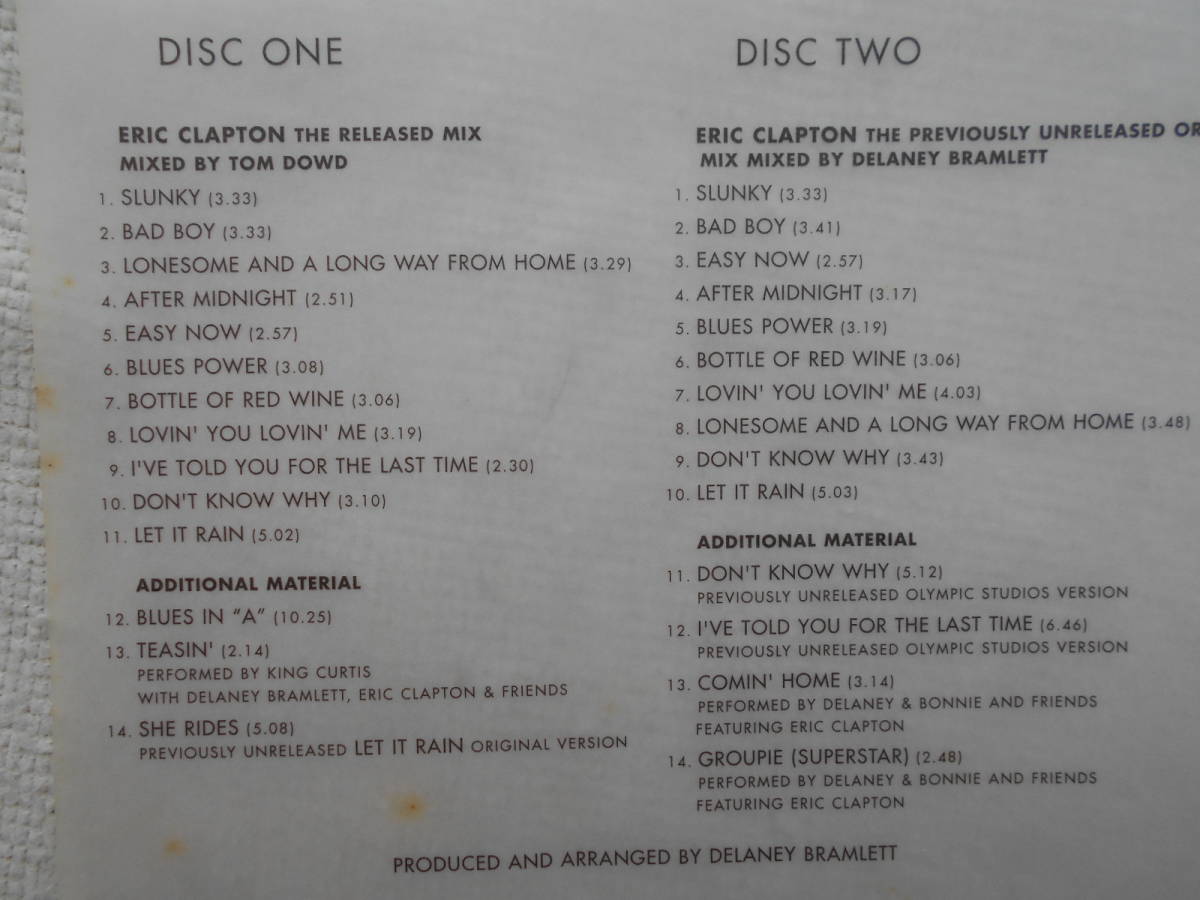 DISC ONE
ERIC CLAPTON THE RELEASED MIX
MIXED BY TOM DOWD
1. SLUNKY (3.33)
2. BAD BOY (3.33)
3. LONESOME AND A LONG WAY FROM HOME (3.29)
4. AFTER MIDNIGHT (2.51)
5. EASY NOW (2.57)
6. BLUES POWER (3.08)
7. BOTTLE OF RED WINE (3.06)
8. LOVIN' YOU LOVIN' ME (3.19)
9. I'VE TOLD YOU FOR THE LAST TIME (2.30)
10. DON'T KNOW WHY (3.10)
11. LET IT RAIN (5.02)
ADDITIONAL MATERIAL
12. BLUES IN “A” (10.25)
13. TEASIN' (2.14)
PERFORMED BY KING CURTIS
WITH DELANEY BRAMLETT, ERIC CLAPTON & FRIENDS
14. SHE RIDES (5.08)
PREVIOUSLY UNRELEASED LET IT RAIN ORIGINAL VERSION
DISC TWO
ERIC CLAPTON THE PREVIOUSLY UNRELEASED OR
MIX MIXED BY DELANEY BRAMLETT
1. SLUNKY (3.33)
2. BAD BOY (3.41)
3. EASY NOW (2.57)
4. AFTER MIDNIGHT (3.17)
5. BLUES POWER (3.19)
6. BOTTLE OF RED WINE (3.06)
7. LOVIN' YOU LOVIN' ME (4.03)
8. LONESOME AND A LONG WAY FROM HOME (3.48)
9. DON'T KNOW WHY (3.43)
10. LET IT RAIN (5.03)
ADDITIONAL MATERIAL
11. DON'T KNOW WHY (5.12)
PREVIOUSLY UNRELEASED OLYMPIC STUDIOS VERSION
12. I'VE TOLD YOU FOR THE LAST TIME (6.46)
PREVIOUSLY UNRELEASED OLYMPIC STUDIOS VERSION
13. COMIN' HOME (3.14)
PERFORMED BY DELANEY & BONNIE AND FRIENDS
FEATURING ERIC CLAPTON
14. GROUPIE (SUPERSTAR) (2.48)
PERFORMED BY DELANEY & BONNIE AND FRIENDS
FEATURING ERIC CLAPTON
PRODUCED AND ARRANGED BY DELANEY BRAMLETT